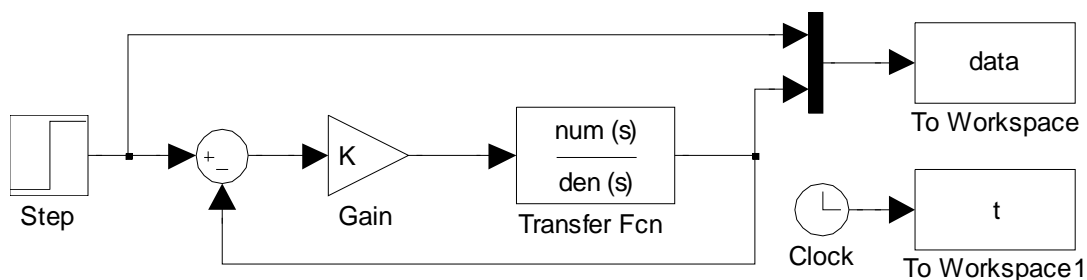 data
To Workspace
num (s)
den (s)
+
−
K
Step
Gain
Transfer Fcn
t
Clock
To Workspace1